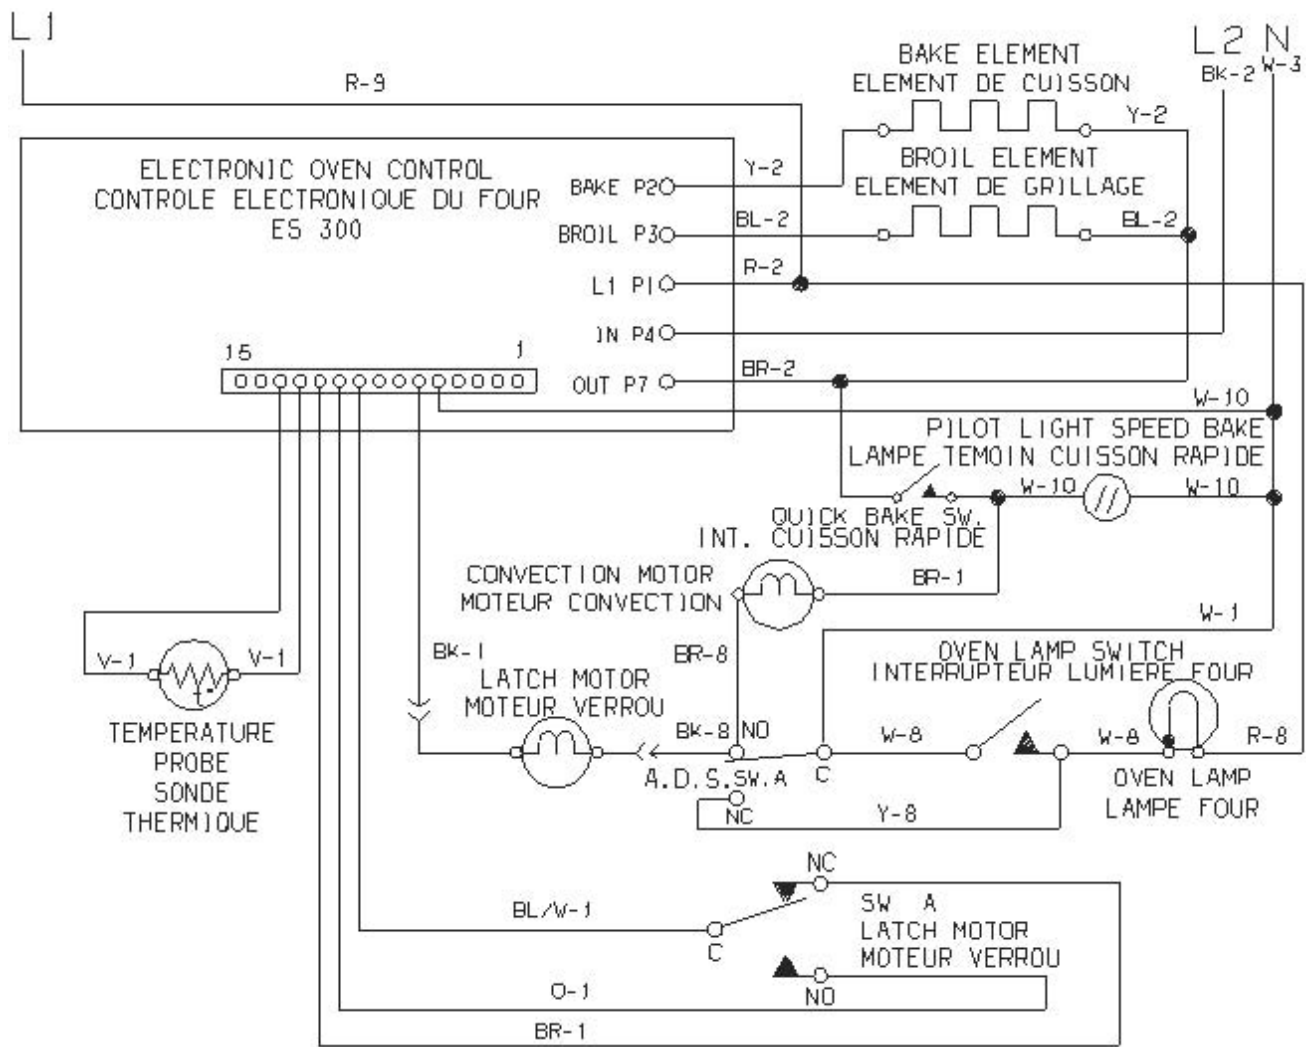 L1
L2 N
R-9
BAKE ELEMENT
ELEMENT DE CUISSON
BK-2
W-3
Y-2
ELECTRONIC OVEN CONTROL
CONTROLE ELECTRONIQUE DU FOUR
ES 300
BAKE P2
Y-2
BROIL ELEMENT
ELEMENT DE GRILLAGE
BROIL P3
BL-2
BL-2
L1 P1
R-2
IN P4
15
1
OUT P7
BR-2
W-10
PILOT LIGHT SPEED BAKE
LAMPE TEMOIN CUISSON RAPIDE
W-10
W-10
QUICK BAKE SW.
INT. CUISSON RAPIDE
CONVECTION MOTOR
MOTEUR CONVECTION
BR-1
W-1
V-1
V-1
t°
BK-1
BR-8
OVEN LAMP SWITCH
INTERRUPTEUR LUMIERE FOUR
LATCH MOTOR
MOTEUR VERROU
TEMPERATURE
PROBE
SONDE
THERMIQUE
BK-8
NO
W-8
W-8
R-8
A.D.S.SW.A
C
OVEN LAMP
LAMPE FOUR
NC
Y-8
NC
BL/W-1
C
SW A
LATCH MOTOR
MOTEUR VERROU
O-1
NO
BR-1